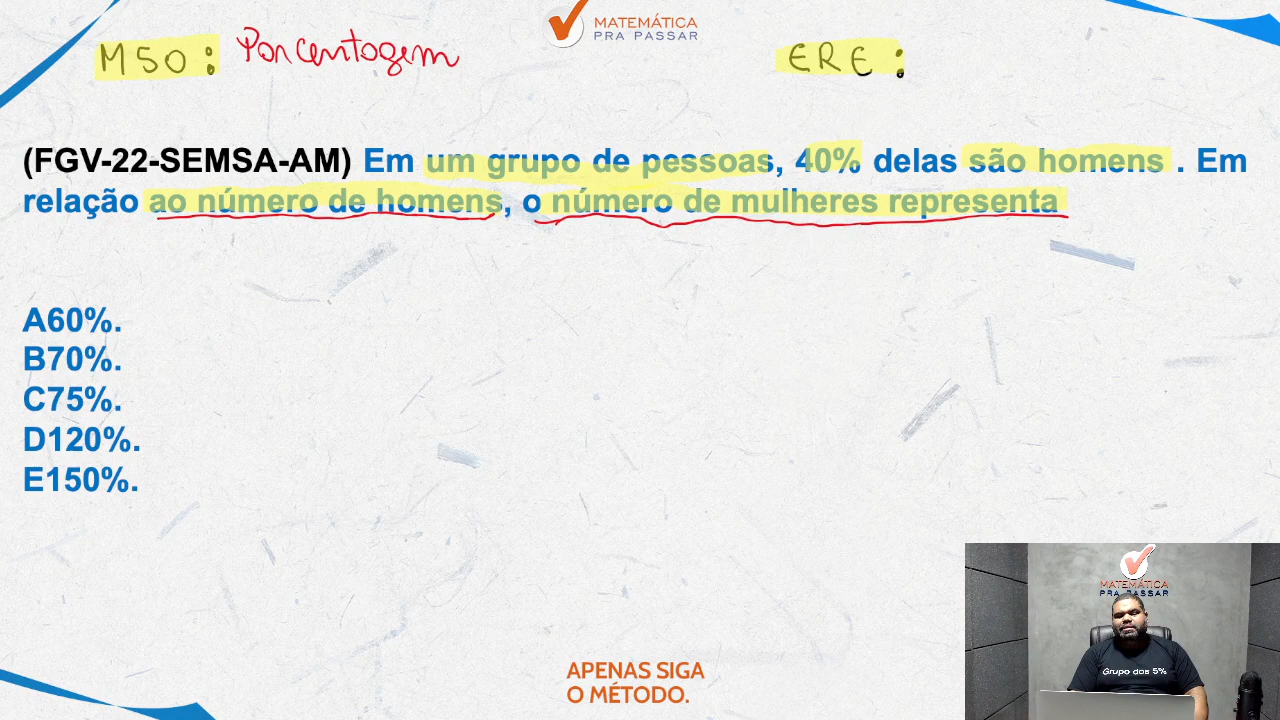 MATEMÁTICA
PRA PASSAR
M50: Porcentagem
ERE:
(FGV-22-SEMSA-AM) Em um grupo de pessoas, 40% delas são homens . Em
relação ao número de homens, o número de mulheres representa
A60%.
B70%.
C75%.
D120%.
E150%.
MATEMÁTICA
PRA PASSAR
Grupo dos 5%
APENAS SIGA
O MÉTODO.